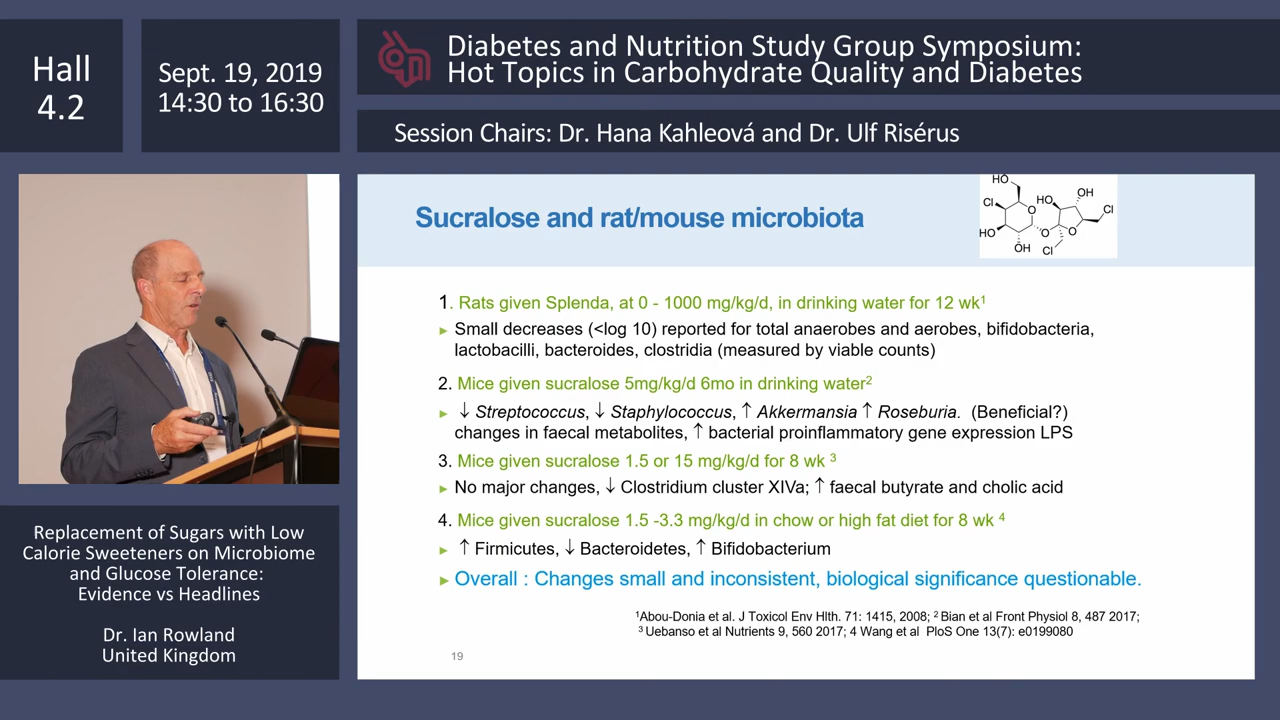 Hall
4.2
Sept. 19, 2019
14:30 to 16:30
Diabetes and Nutrition Study Group Symposium:
Hot Topics in Carbohydrate Quality and Diabetes
Session Chairs: Dr. Hana Kahleová and Dr. Ulf Risérus
Sucralose and rat/mouse microbiota
HO
Cl
O
HO
OH
Cl
HO
O
O
OH
Cl
1. Rats given Splenda, at 0 - 1000 mg/kg/d, in drinking water for 12 wk¹
► Small decreases (<log 10) reported for total anaerobes and aerobes, bifidobacteria,
lactobacilli, bacteroides, clostridia (measured by viable counts)
2. Mice given sucralose 5mg/kg/d 6mo in drinking water²
► ↓ Streptococcus, ↓ Staphylococcus, ↑ Akkermansia ↑ Roseburia. (Beneficial?)
changes in faecal metabolites, ↑ bacterial proinflammatory gene expression LPS
3. Mice given sucralose 1.5 or 15 mg/kg/d for 8 wk ³
► No major changes, ↓ Clostridium cluster XIVa; ↑ faecal butyrate and cholic acid
4. Mice given sucralose 1.5 -3.3 mg/kg/d in chow or high fat diet for 8 wk ⁴
► ↑ Firmicutes, ↓ Bacteroidetes, ↑ Bifidobacterium
► Overall : Changes small and inconsistent, biological significance questionable.
¹Abou-Donia et al. J Toxicol Env Hlth. 71: 1415, 2008; ² Bian et al Front Physiol 8, 487 2017;
³ Uebanso et al Nutrients 9, 560 2017; 4 Wang et al PloS One 13(7): e0199080
19
Replacement of Sugars with Low
Calorie Sweeteners on Microbiome
and Glucose Tolerance:
Evidence vs Headlines
Dr. Ian Rowland
United Kingdom